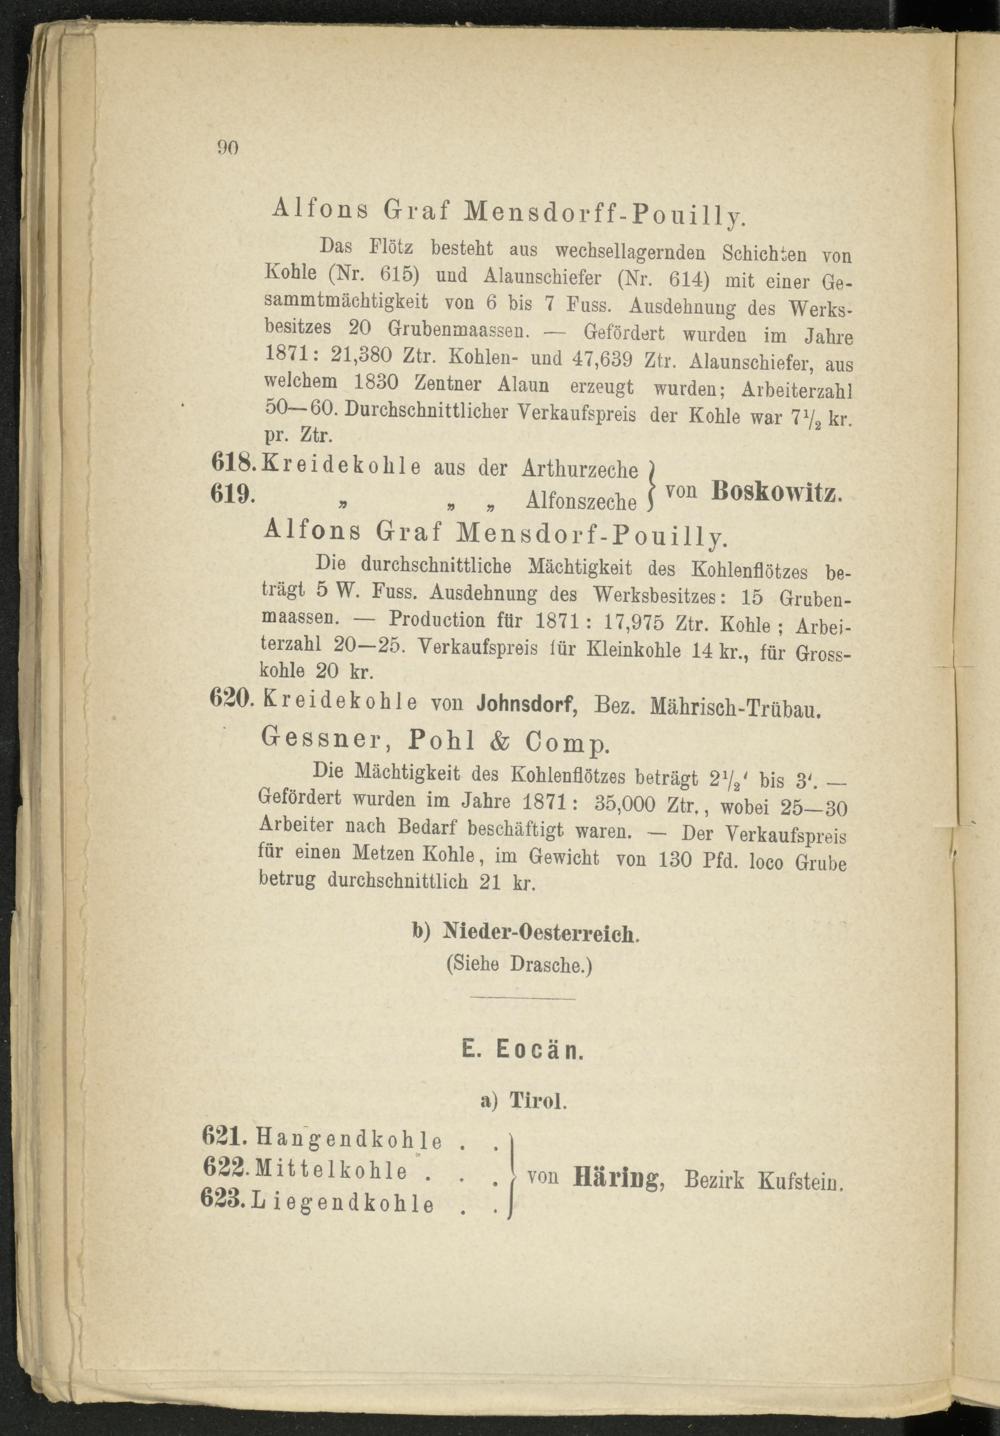 90
Alfons Graf Mensdorff-Pouilly.
Das Flötz besteht aus wechsellagernden Schichten von
Kohle (Nr. 615) und Alaunschiefer (Nr. 614) mit einer Ge-
sammtmächtigkeit von 6 bis 7 Fuss. Ausdehnung des Werks-
besitzes 20 Grubenmaassen. — Gefördert wurden im Jahre
1871: 21,380 Ztr. Kohlen- und 47,639 Ztr. Alaunschiefer, aus
welchem 1830 Zentner Alaun erzeugt wurden; Arbeiterzahl
50—60. Durchschnittlicher Verkaufspreis der Kohle war 7½ kr.
pr. Ztr.
618. Kreidekohle aus der Arthurzeche }
619. „ „ „ Alfonszeche } von Boskowitz.
Alfons Graf Mensdorf-Pouilly.
Die durchschnittliche Mächtigkeit des Kohlenflötzes be-
trägt 5 W. Fuss. Ausdehnung des Werksbesitzes: 15 Gruben-
maassen. — Production für 1871: 17,975 Ztr. Kohle; Arbei-
terzahl 20—25. Verkaufspreis für Kleinkohle 14 kr., für Gross-
kohle 20 kr.
620. Kreidekohle von Johnsdorf, Bez. Mährisch-Trübau.
Gessner, Pohl & Comp.
Die Mächtigkeit des Kohlenflötzes beträgt 2½' bis 3'. —
Gefördert wurden im Jahre 1871: 35,000 Ztr., wobei 25—30
Arbeiter nach Bedarf beschäftigt waren. — Der Verkaufspreis
für einen Metzen Kohle, im Gewicht von 130 Pfd. loco Grube
betrug durchschnittlich 21 kr.
b) Nieder-Oesterreich.
(Siehe Drasche.)
E. Eocän.
a) Tirol.
621. Hangendkohle . . }
622. Mittelkohle . . . } von Häring, Bezirk Kufstein.
623. Liegendkohle . . }